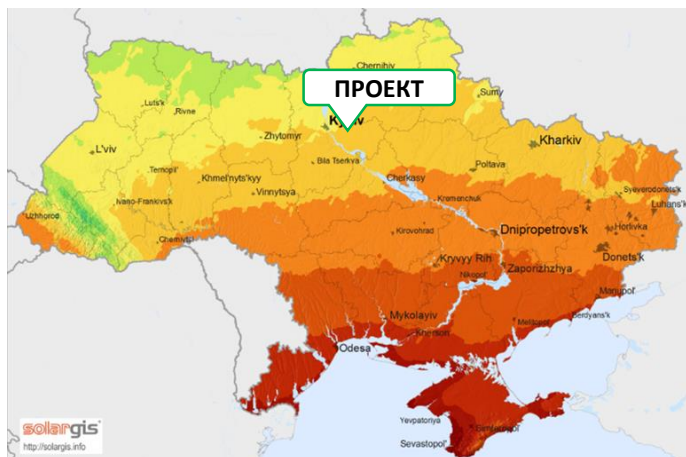 Chernihiv
ПРОЕКТ
Sumy
Luts'k
Rivne
Kyiv
Zhytomyr
Kharkiv
L'viv
Ternopil'
Khmel'nyts'kyy
Bila Tserkva
Poltava
Cherkasy
Vinnytsya
Kremenchuk
Syeverodonets'k
Ivano-Frankivs'k
Luhans'k
Uzhhorod
Chernivtsi
Kirovohrad
Dnipropetrovs'k
Horlivka
Donets'k
Kryvyy Rih
Zaporizhzhya
Nikopol'
Mariupol'
Mykolayiv
Melitopol'
Berdyans'k
Kherson
Odesa
Yevpatoriya
Simferopol'
Sevastopol'
solargis
http://solargis.info